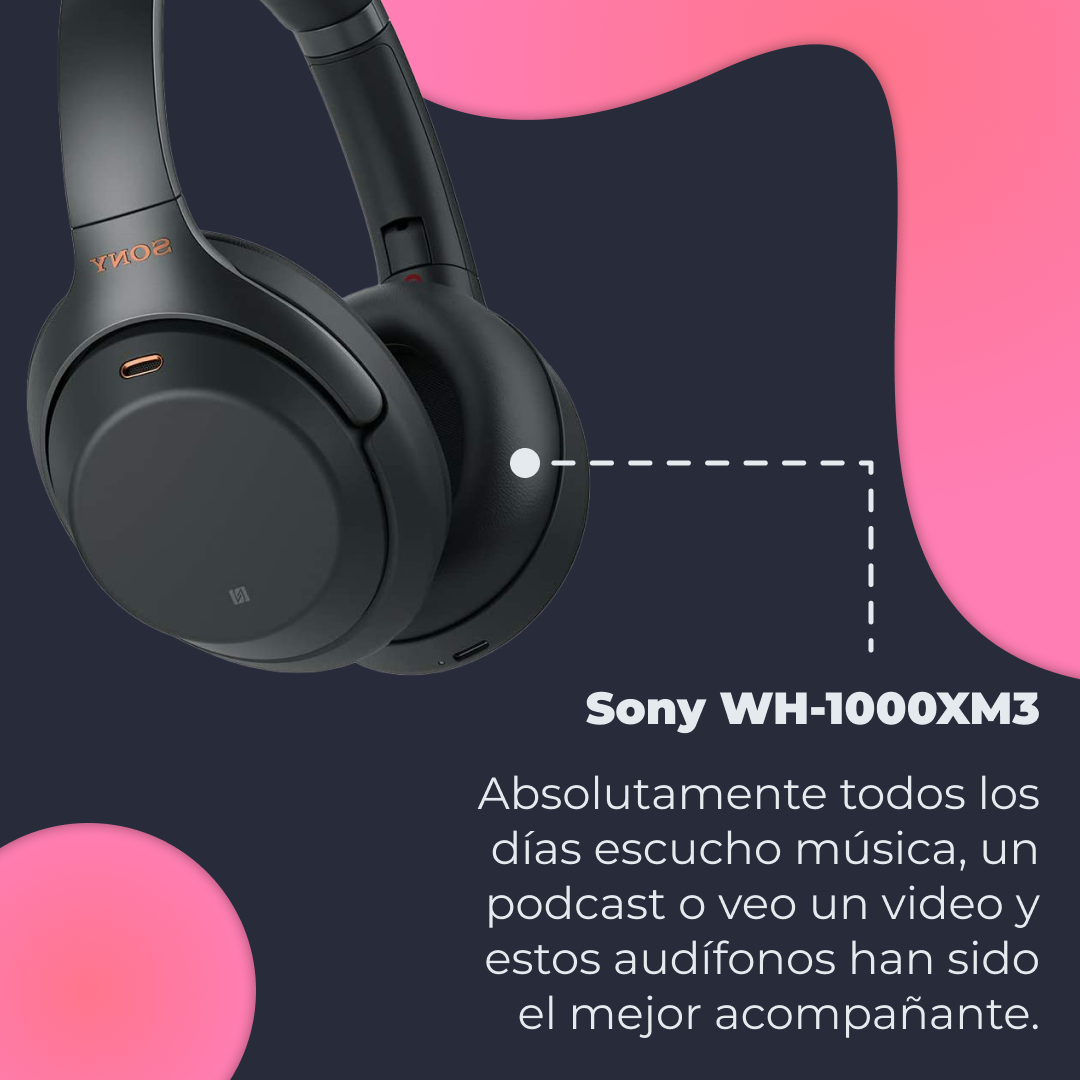 SONY
Sony WH-1000XM3
Absolutamente todos los
días escucho música, un
podcast o veo un video y
estos audífonos han sido
el mejor acompañante.